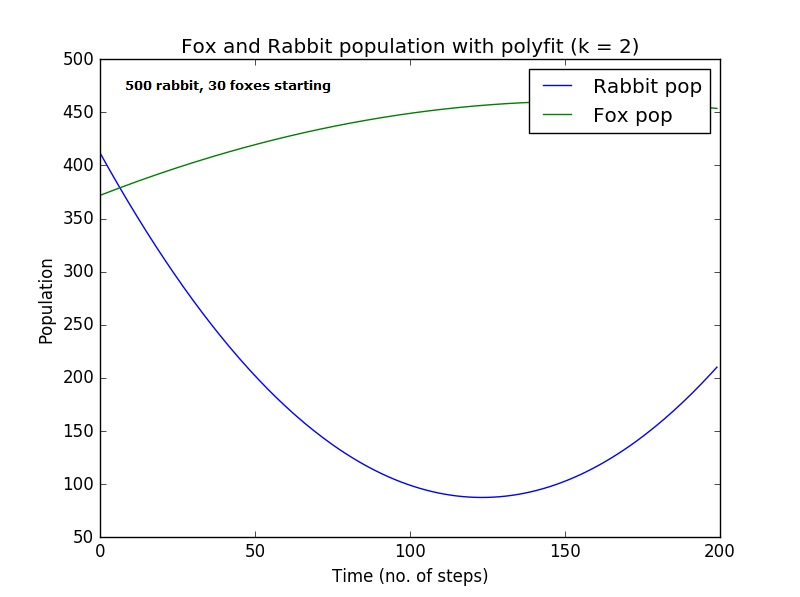 Fox and Rabbit population with polyfit (k = 2)
500 rabbit, 30 foxes starting
Rabbit pop
Fox pop
Population
500
450
400
350
300
250
200
150
100
50
0
50
100
150
200
Time (no. of steps)